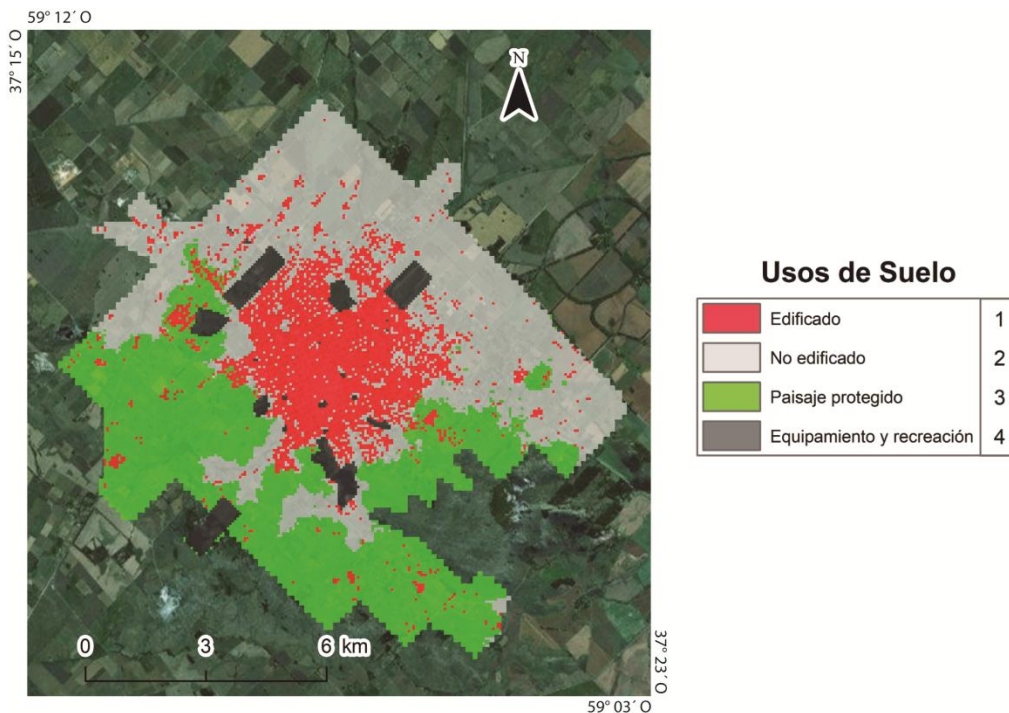 59° 12´ O
37° 15´ O
N
Usos de Suelo
Edificado 1
No edificado 2
Paisaje protegido 3
Equipamiento y recreación 4
0 3 6 km
37° 23´ O
59° 03´ O